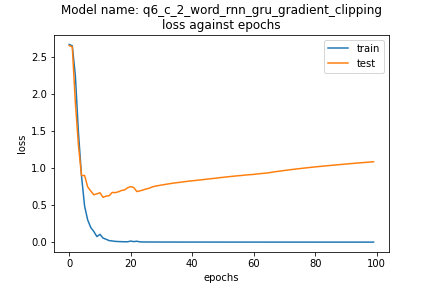 Model name: q6_c_2_word_rnn_gru_gradient_clipping
loss against epochs
train
test
2.5
2.0
1.5
1.0
0.5
0.0
loss
0 20 40 60 80 100
epochs